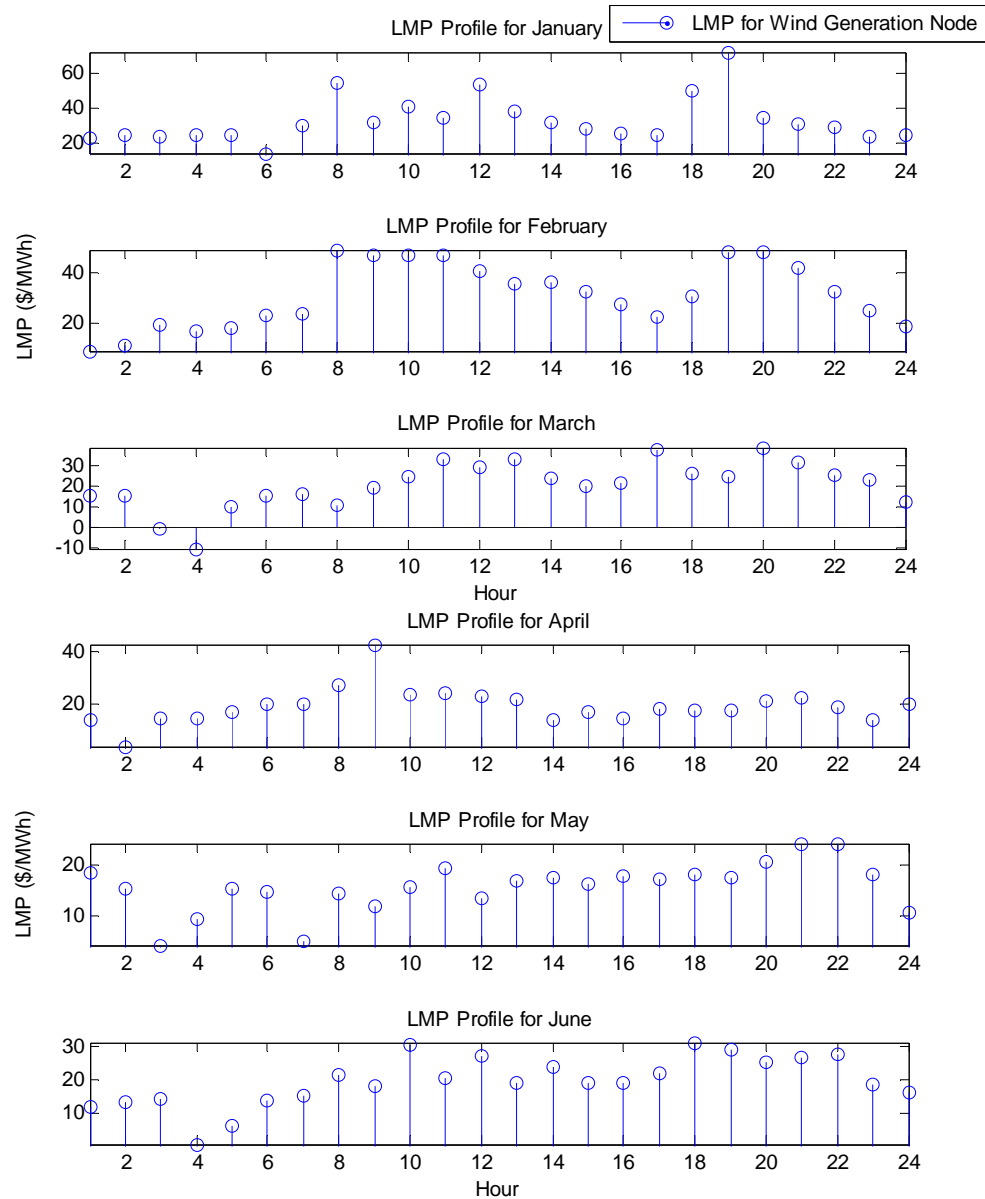 LMP Profile for January
LMP for Wind Generation Node
60
40
20
2 4 6 8 10 12 14 16 18 20 22 24
LMP Profile for February
LMP ($/MWh)
40
20
2 4 6 8 10 12 14 16 18 20 22 24
LMP Profile for March
30
20
10
0
-10
2 4 6 8 10 12 14 16 18 20 22 24
Hour
LMP Profile for April
40
20
2 4 6 8 10 12 14 16 18 20 22 24
LMP Profile for May
LMP ($/MWh)
20
10
2 4 6 8 10 12 14 16 18 20 22 24
LMP Profile for June
30
20
10
2 4 6 8 10 12 14 16 18 20 22 24
Hour